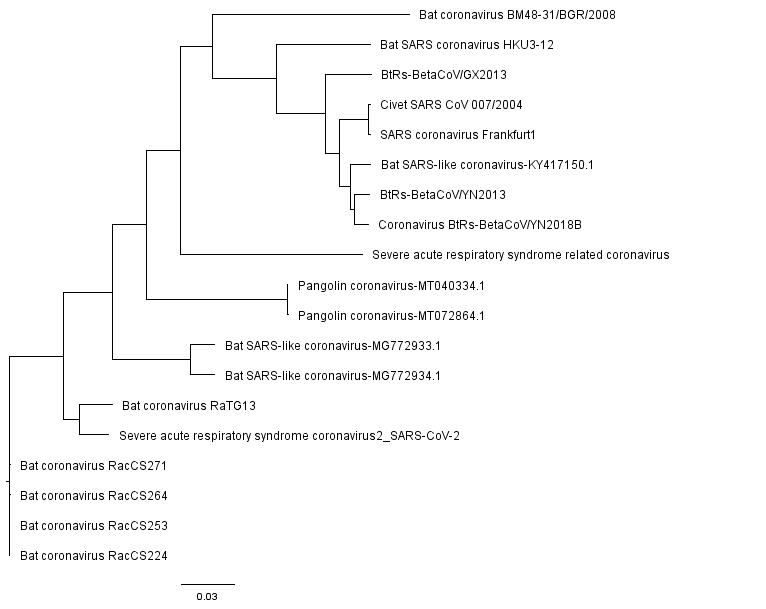 Bat coronavirus BM48-31/BGR/2008
Bat SARS coronavirus HKU3-12
BtRs-BetaCoV/GX2013
Civet SARS CoV 007/2004
SARS coronavirus Frankfurt1
Bat SARS-like coronavirus-KY417150.1
BtRs-BetaCoV/YN2013
Coronavirus BtRs-BetaCoV/YN2018B
Severe acute respiratory syndrome related coronavirus
Pangolin coronavirus-MT040334.1
Pangolin coronavirus-MT072864.1
Bat SARS-like coronavirus-MG772933.1
Bat SARS-like coronavirus-MG772934.1
Bat coronavirus RaTG13
Severe acute respiratory syndrome coronavirus2_SARS-CoV-2
Bat coronavirus RacCS271
Bat coronavirus RacCS264
Bat coronavirus RacCS253
Bat coronavirus RacCS224
0.03